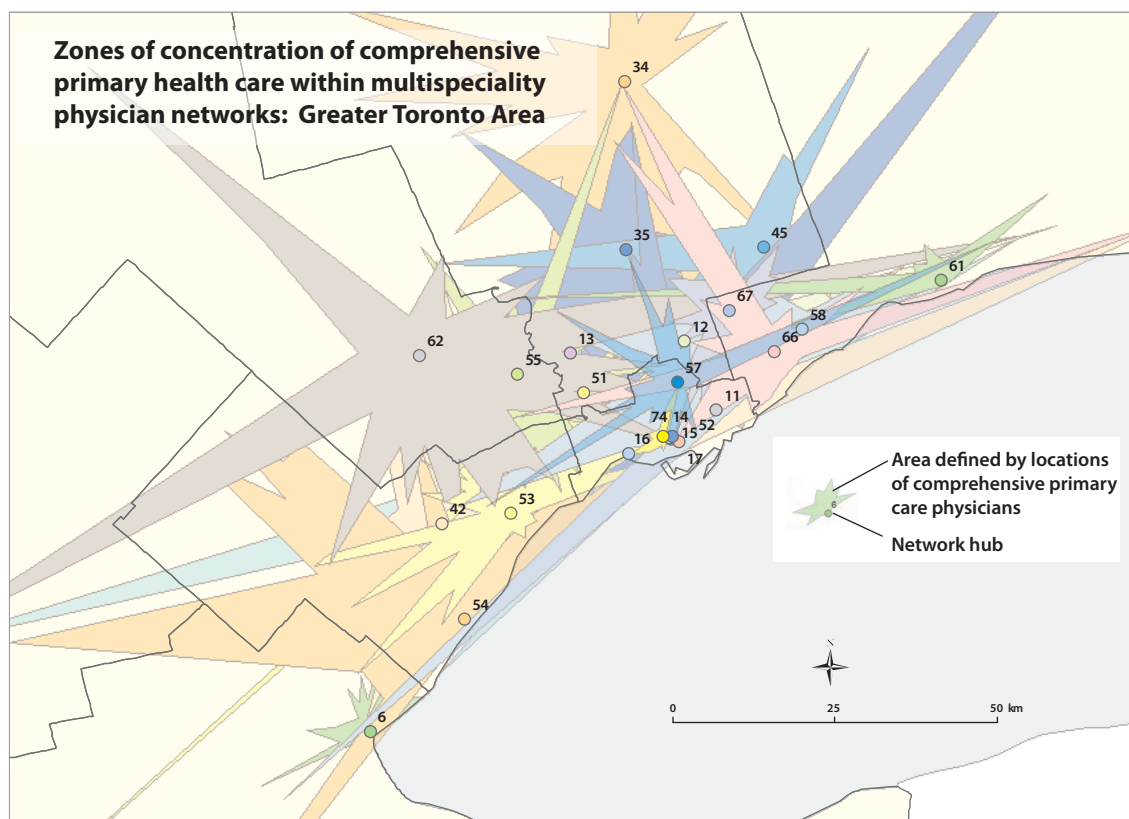 Zones of concentration of comprehensive
primary health care within multispeciality
physician networks: Greater Toronto Area
34
35
45
61
67
58
12
66
13
62
55
57
51
11
74
14
52
15
16
17
42
53
54
6
Area defined by locations
of comprehensive primary
care physicians
6
Network hub
N
0 25 50 km